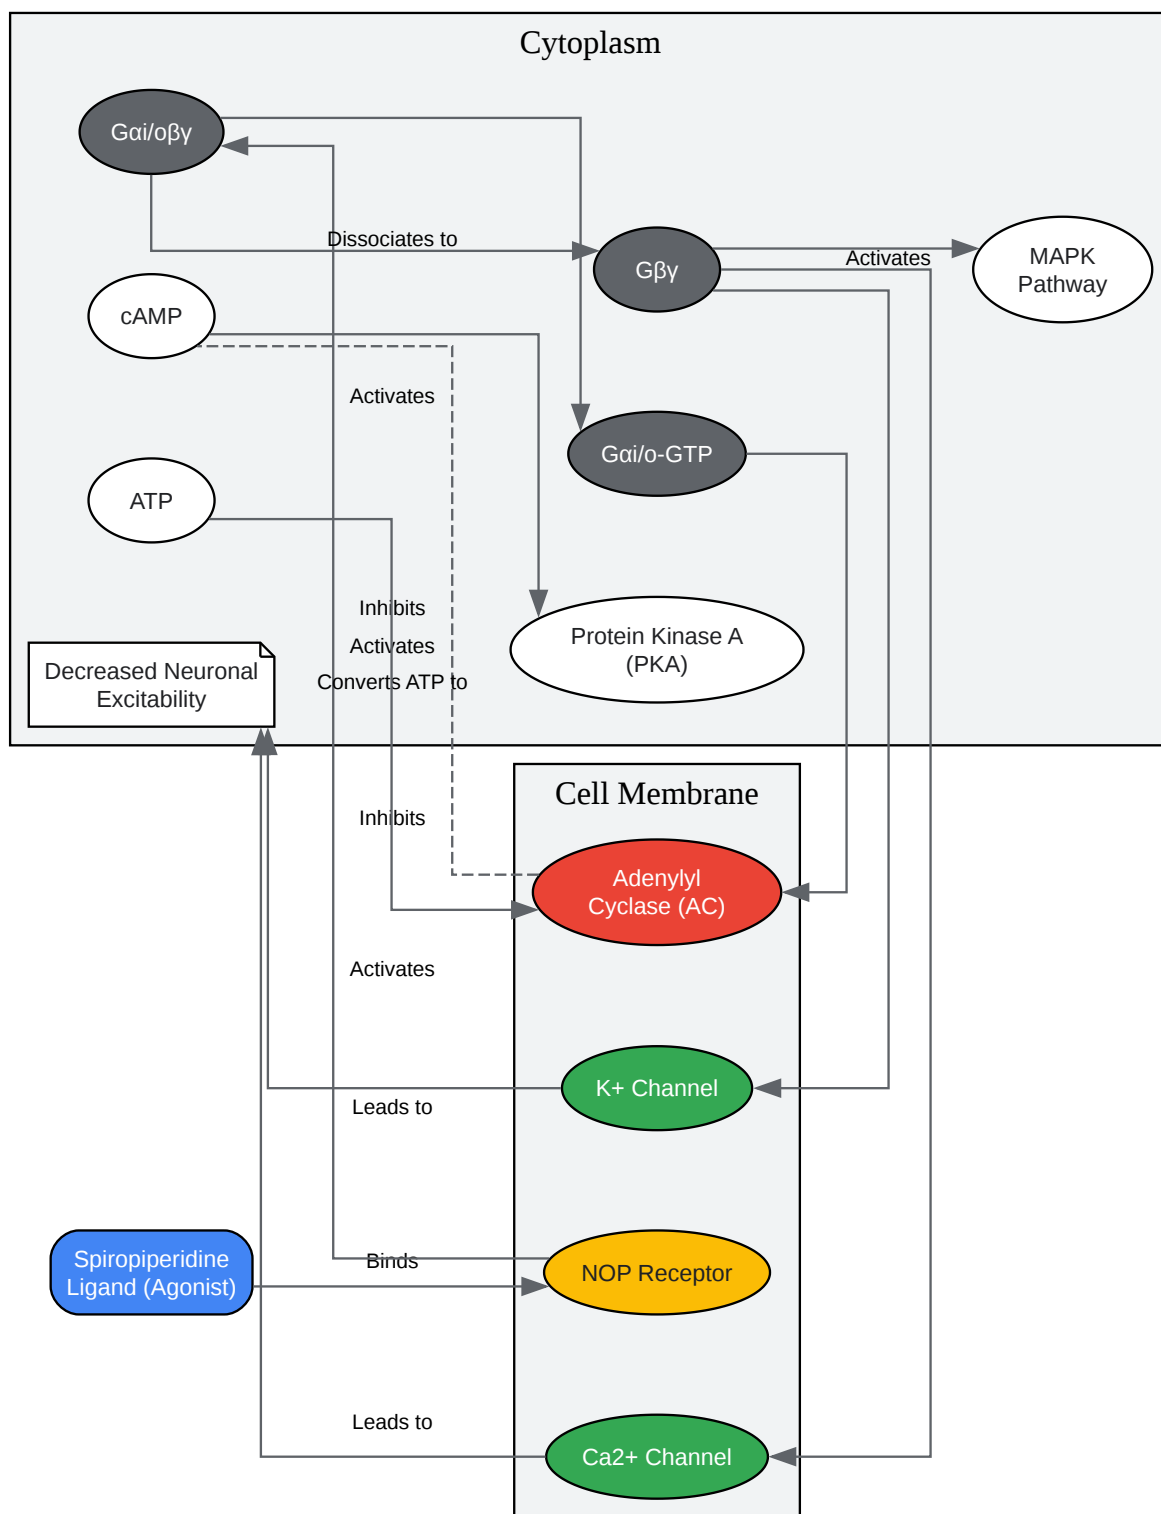 Cytoplasm
Gαi/oβγ
Dissociates to
Gβγ
Activates
MAPK
Pathway
cAMP
Activates
Gαi/o-GTP
ATP
Inhibits
Activates
Converts ATP to
Protein Kinase A
(PKA)
Decreased Neuronal
Excitability
Cell Membrane
Inhibits
Adenylyl
Cyclase (AC)
Activates
K+ Channel
Leads to
Spiropiperidine
Ligand (Agonist)
Binds
NOP Receptor
Leads to
Ca2+ Channel